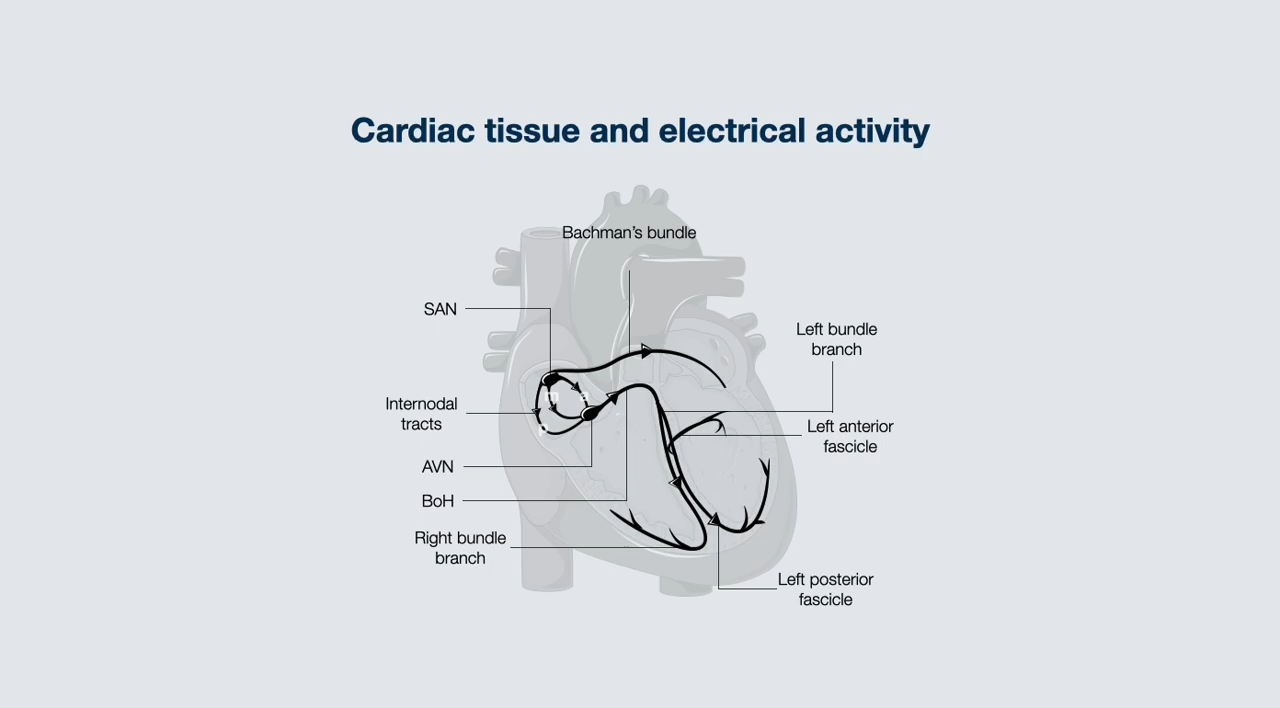 Cardiac tissue and electrical activity
Bachman’s bundle
SAN
Left bundle
branch
m
a
Internodal
tracts
p
Left anterior
fascicle
AVN
BoH
Right bundle
branch
Left posterior
fascicle